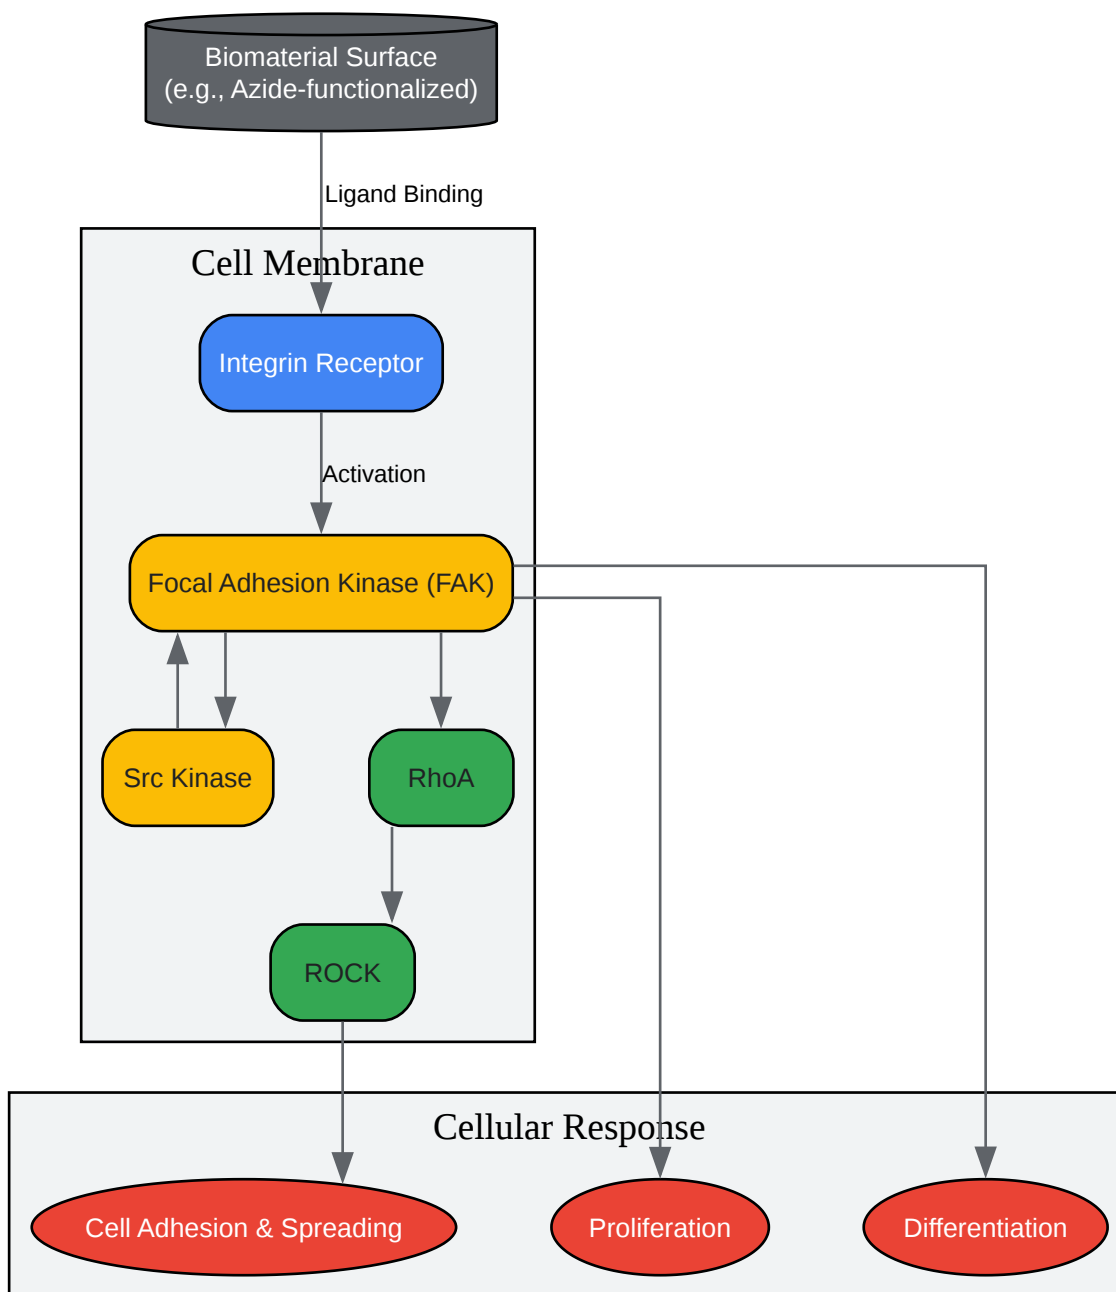 Biomaterial Surface
(e.g., Azide-functionalized)
Ligand Binding
Cell Membrane
Integrin Receptor
Activation
Focal Adhesion Kinase (FAK)
Src Kinase
RhoA
ROCK
Cellular Response
Cell Adhesion & Spreading
Proliferation
Differentiation